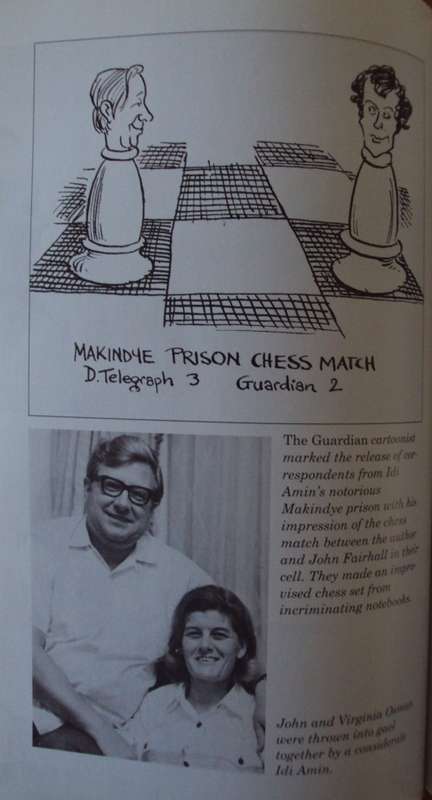 MAKINDYE PRISON CHESS MATCH
D.Telegraph 3 Guardian 2
The Guardian cartoonist
marked the release of cor-
respondents from Idi
Amin's notorious
Makindye prison with his
impression of the chess
match between the author
and John Fairhall in their
cell. They made an impro-
vised chess set from
incriminating notebooks.
John and Virginia
were thrown into gaol
together by a considerate
Idi Amin.